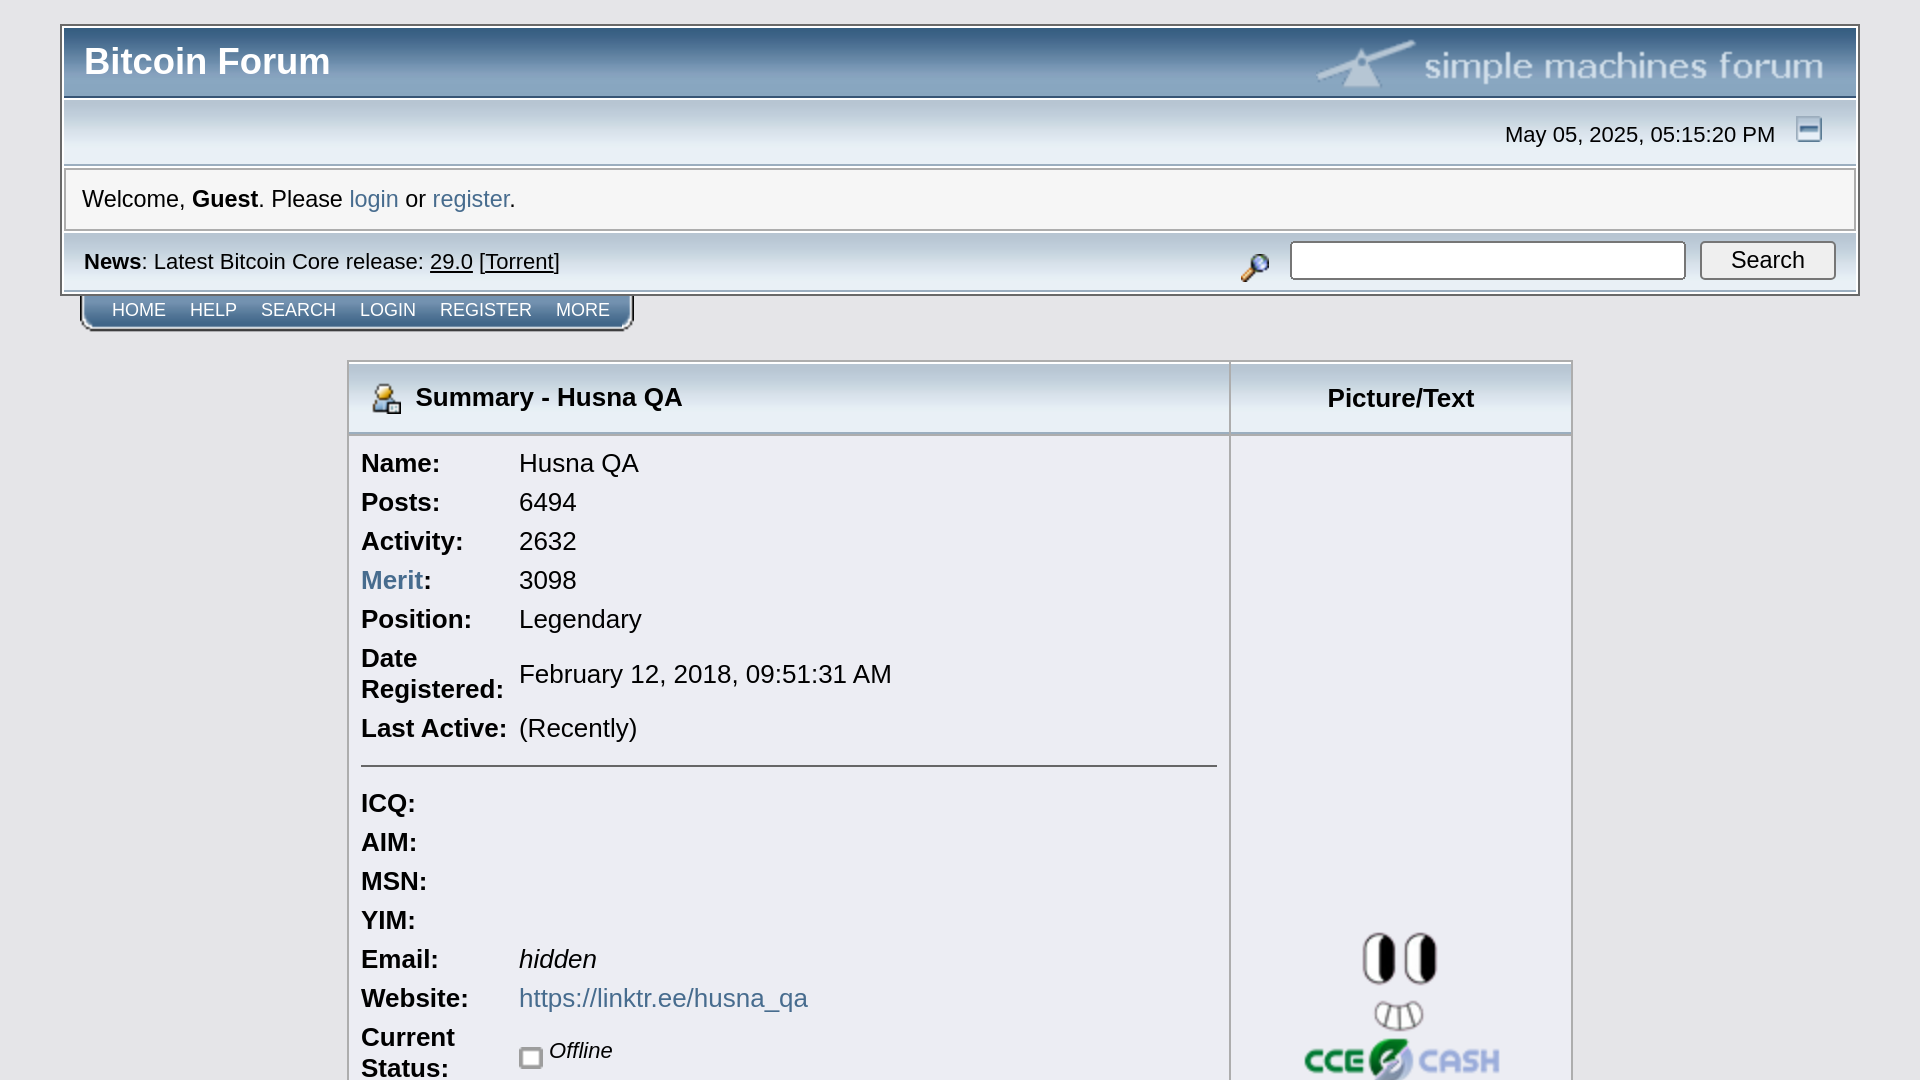 Bitcoin Forum
simple machines forum
May 05, 2025, 05:15:20 PM
Welcome, Guest. Please login or register.
News: Latest Bitcoin Core release: 29.0 [Torrent]
Search
HOME HELP SEARCH LOGIN REGISTER MORE
Summary - Husna QA
Picture/Text
Name: Husna QA
Posts: 6494
Activity: 2632
Merit: 3098
Position: Legendary
Date
Registered: February 12, 2018, 09:51:31 AM
Last Active: (Recently)
ICQ:
AIM:
MSN:
YIM:
Email: hidden
Website: https://linktr.ee/husna_qa
Current
Status: Offline
CCE CASH